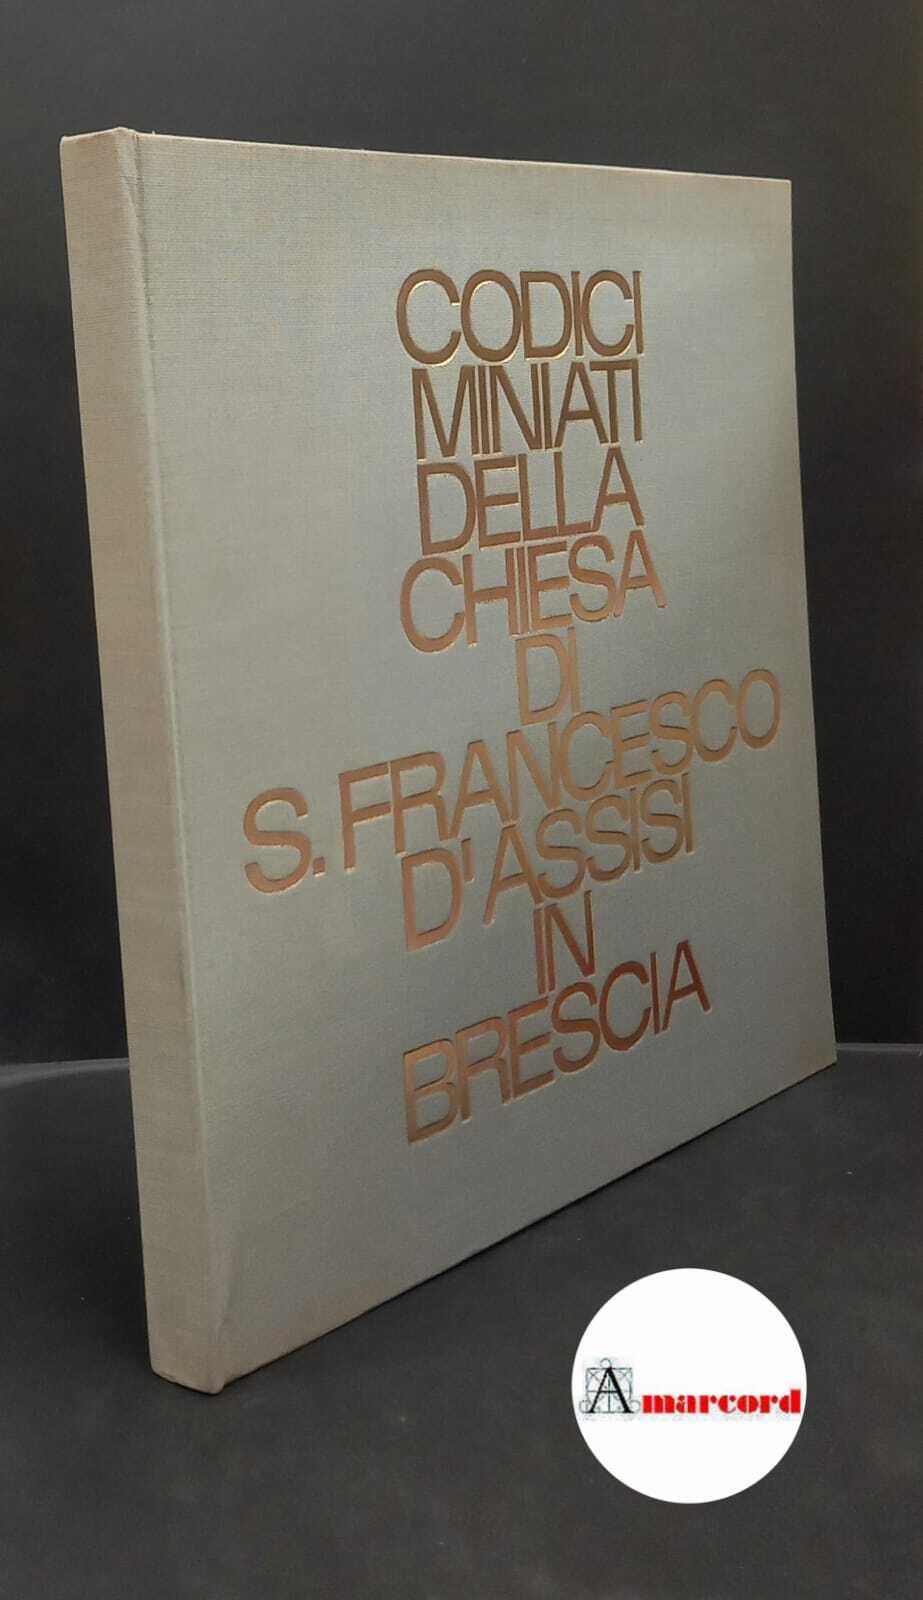 CODICI
MINIATI
DELLA
CHIESA
DI
S. FRANCESCO
D'ASSISI
IN
BRESCIA
Amarcord